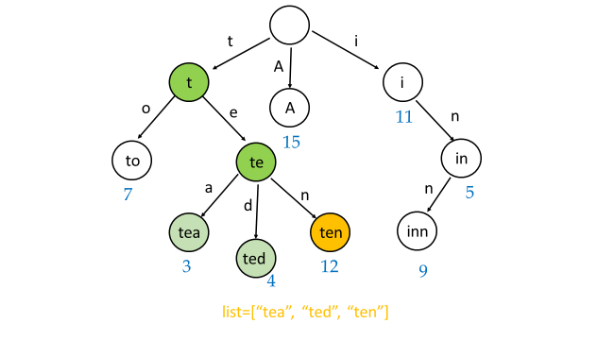 t
i
A
t
i
o
e
A
11
n
15
to
te
in
7
a
d
n
n
5
tea
ted
ten
inn
3
4
12
9
list=[“tea”, “ted”, “ten”]